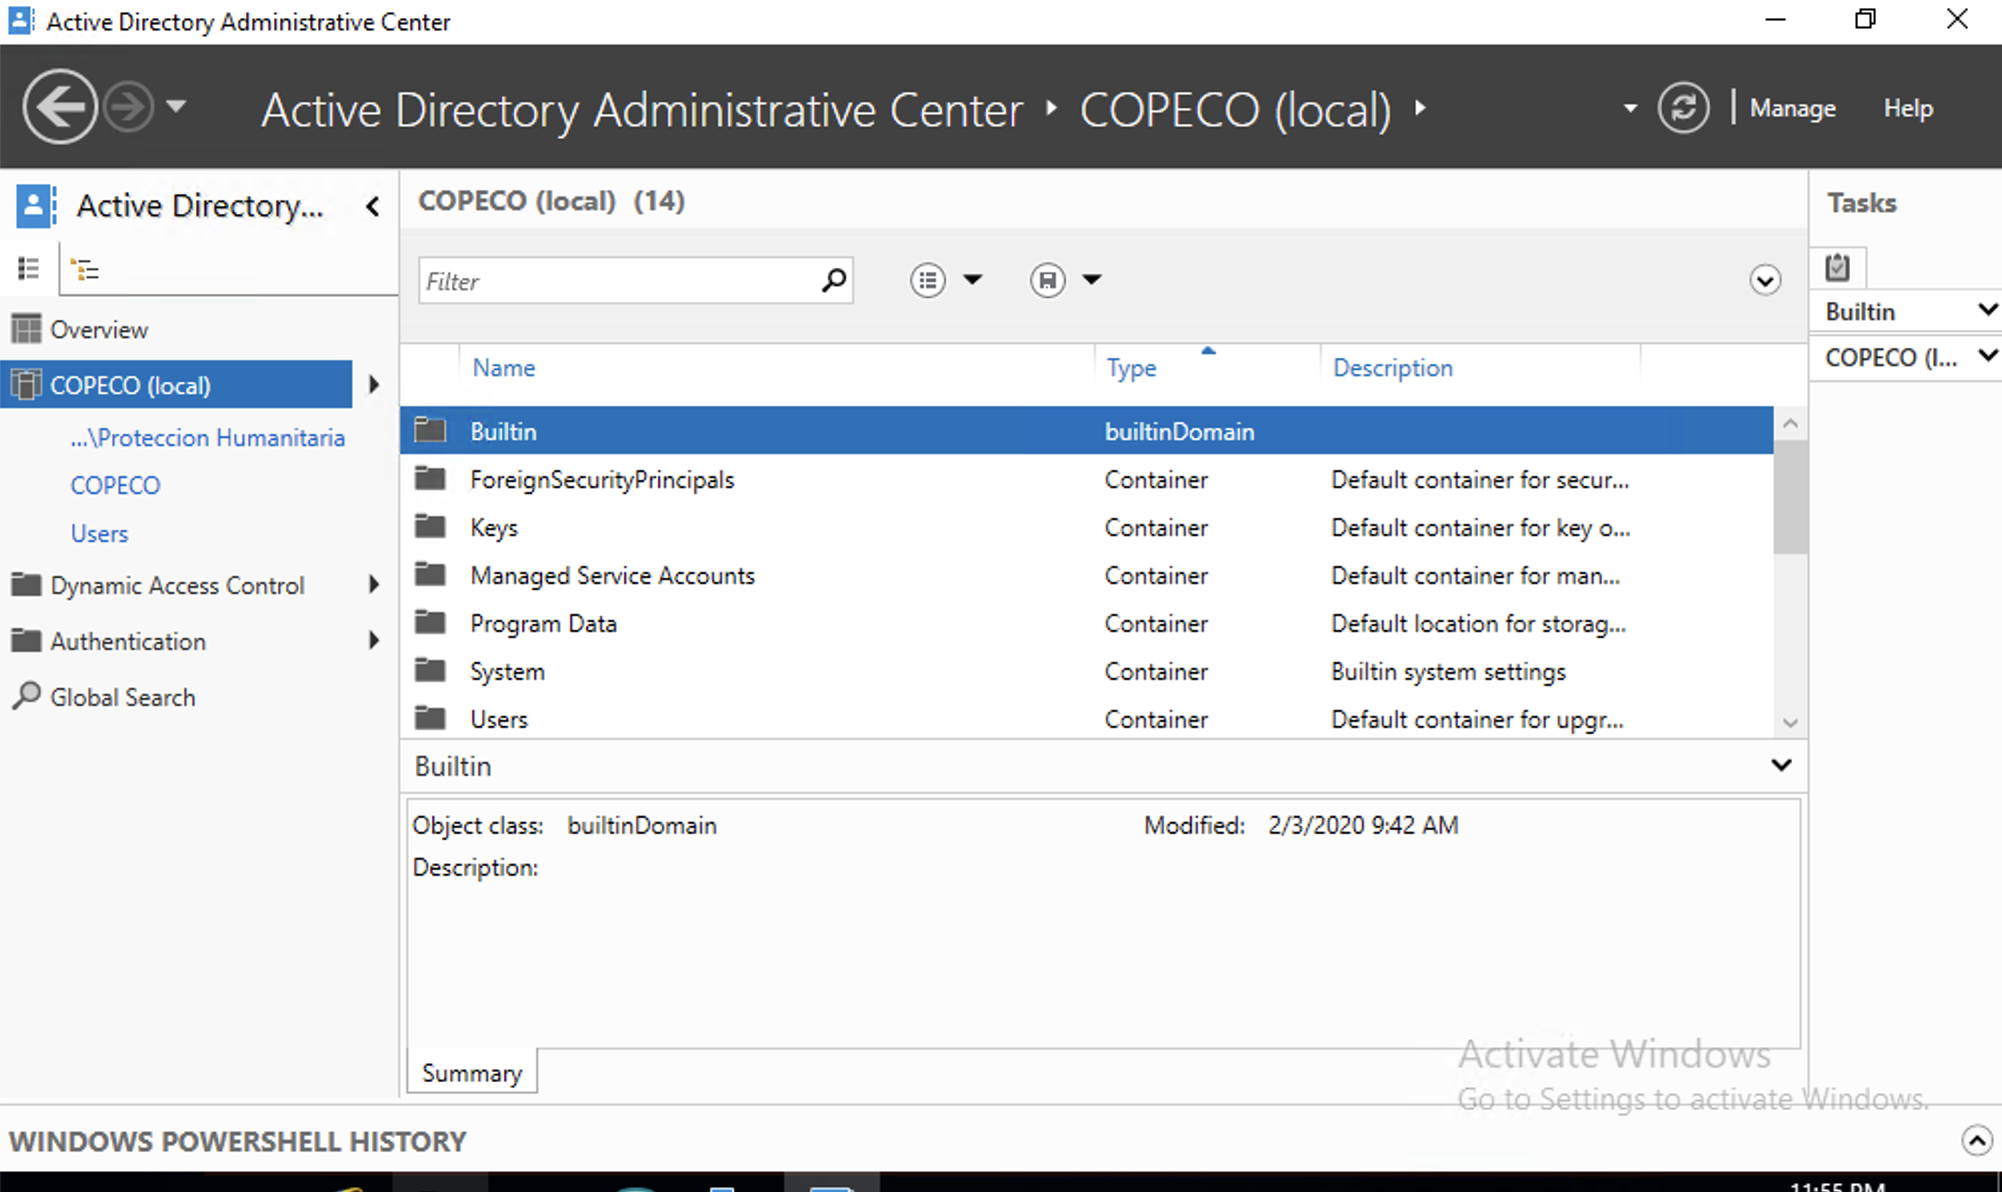 Active Directory Administrative Center
Active Directory Administrative Center COPECO (local)
Manage Help
Active Directory...
Overview
COPECO (local)
...\Proteccion Humanitaria
COPECO
Users
Dynamic Access Control
Authentication
Global Search
COPECO (local) (14)
Filter
Name Type Description
Builtin builtinDomain
ForeignSecurityPrincipals Container Default container for secur...
Keys Container Default container for key o...
Managed Service Accounts Container Default container for man...
Program Data Container Default location for storag...
System Container Builtin system settings
Users Container Default container for upgr...
Builtin
Object class: builtinDomain Modified: 2/3/2020 9:42 AM
Description:
Summary
Tasks
Builtin
COPECO (l...
Activate Windows
Go to Settings to activate Windows.
WINDOWS POWERSHELL HISTORY
11:55 PM